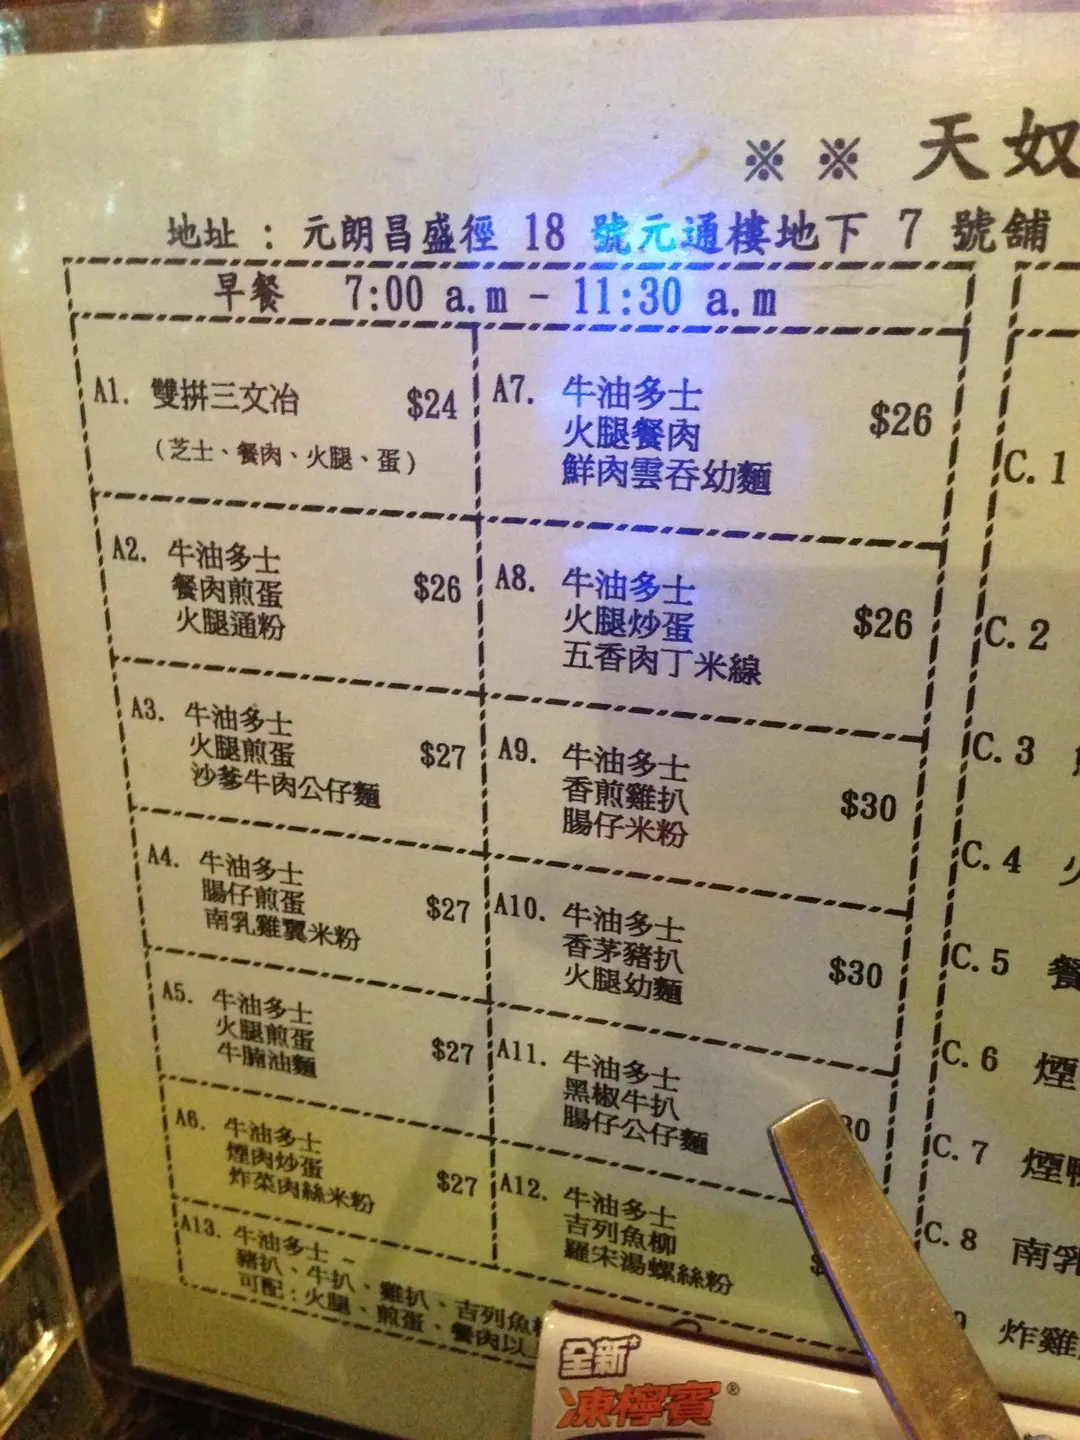 ※ ※ 天奴
地址 : 元朗昌盛徑 18 號元通樓地下 7 號舖
早餐 7:00 a.m - 11:30 a.m
A1. 雙拼三文冶 $24
(芝士、餐肉、火腿、蛋)
A2. 牛油多士
餐肉煎蛋 $26
火腿通粉
A3. 牛油多士
火腿煎蛋 $27
沙爹牛肉公仔麵
A4. 牛油多士
腸仔煎蛋 $27
南乳雞翼米粉
A5. 牛油多士
火腿煎蛋 $27
牛腩油麵
A6. 牛油多士
煙肉炒蛋 $27
炸菜肉絲米粉
A13. 牛油多士 ~
豬扒、牛扒、雞扒、吉列魚
可配:火腿、煎蛋、餐肉以
A7. 牛油多士
火腿餐肉 $26
鮮肉雲吞幼麵
A8. 牛油多士
火腿炒蛋 $26
五香肉丁米線
A9. 牛油多士
香煎雞扒 $30
腸仔米粉
A10. 牛油多士
香茅豬扒 $30
火腿幼麵
A11. 牛油多士
黑椒牛扒
腸仔公仔麵
A12. 牛油多士
吉列魚柳
羅宋湯螺絲粉
C. 1
C. 2
C. 3
C. 4
C. 5 餐
C. 6 煙
C. 7 煙鴨
C. 8 南乳
炸雞
全新
凍檸賓®